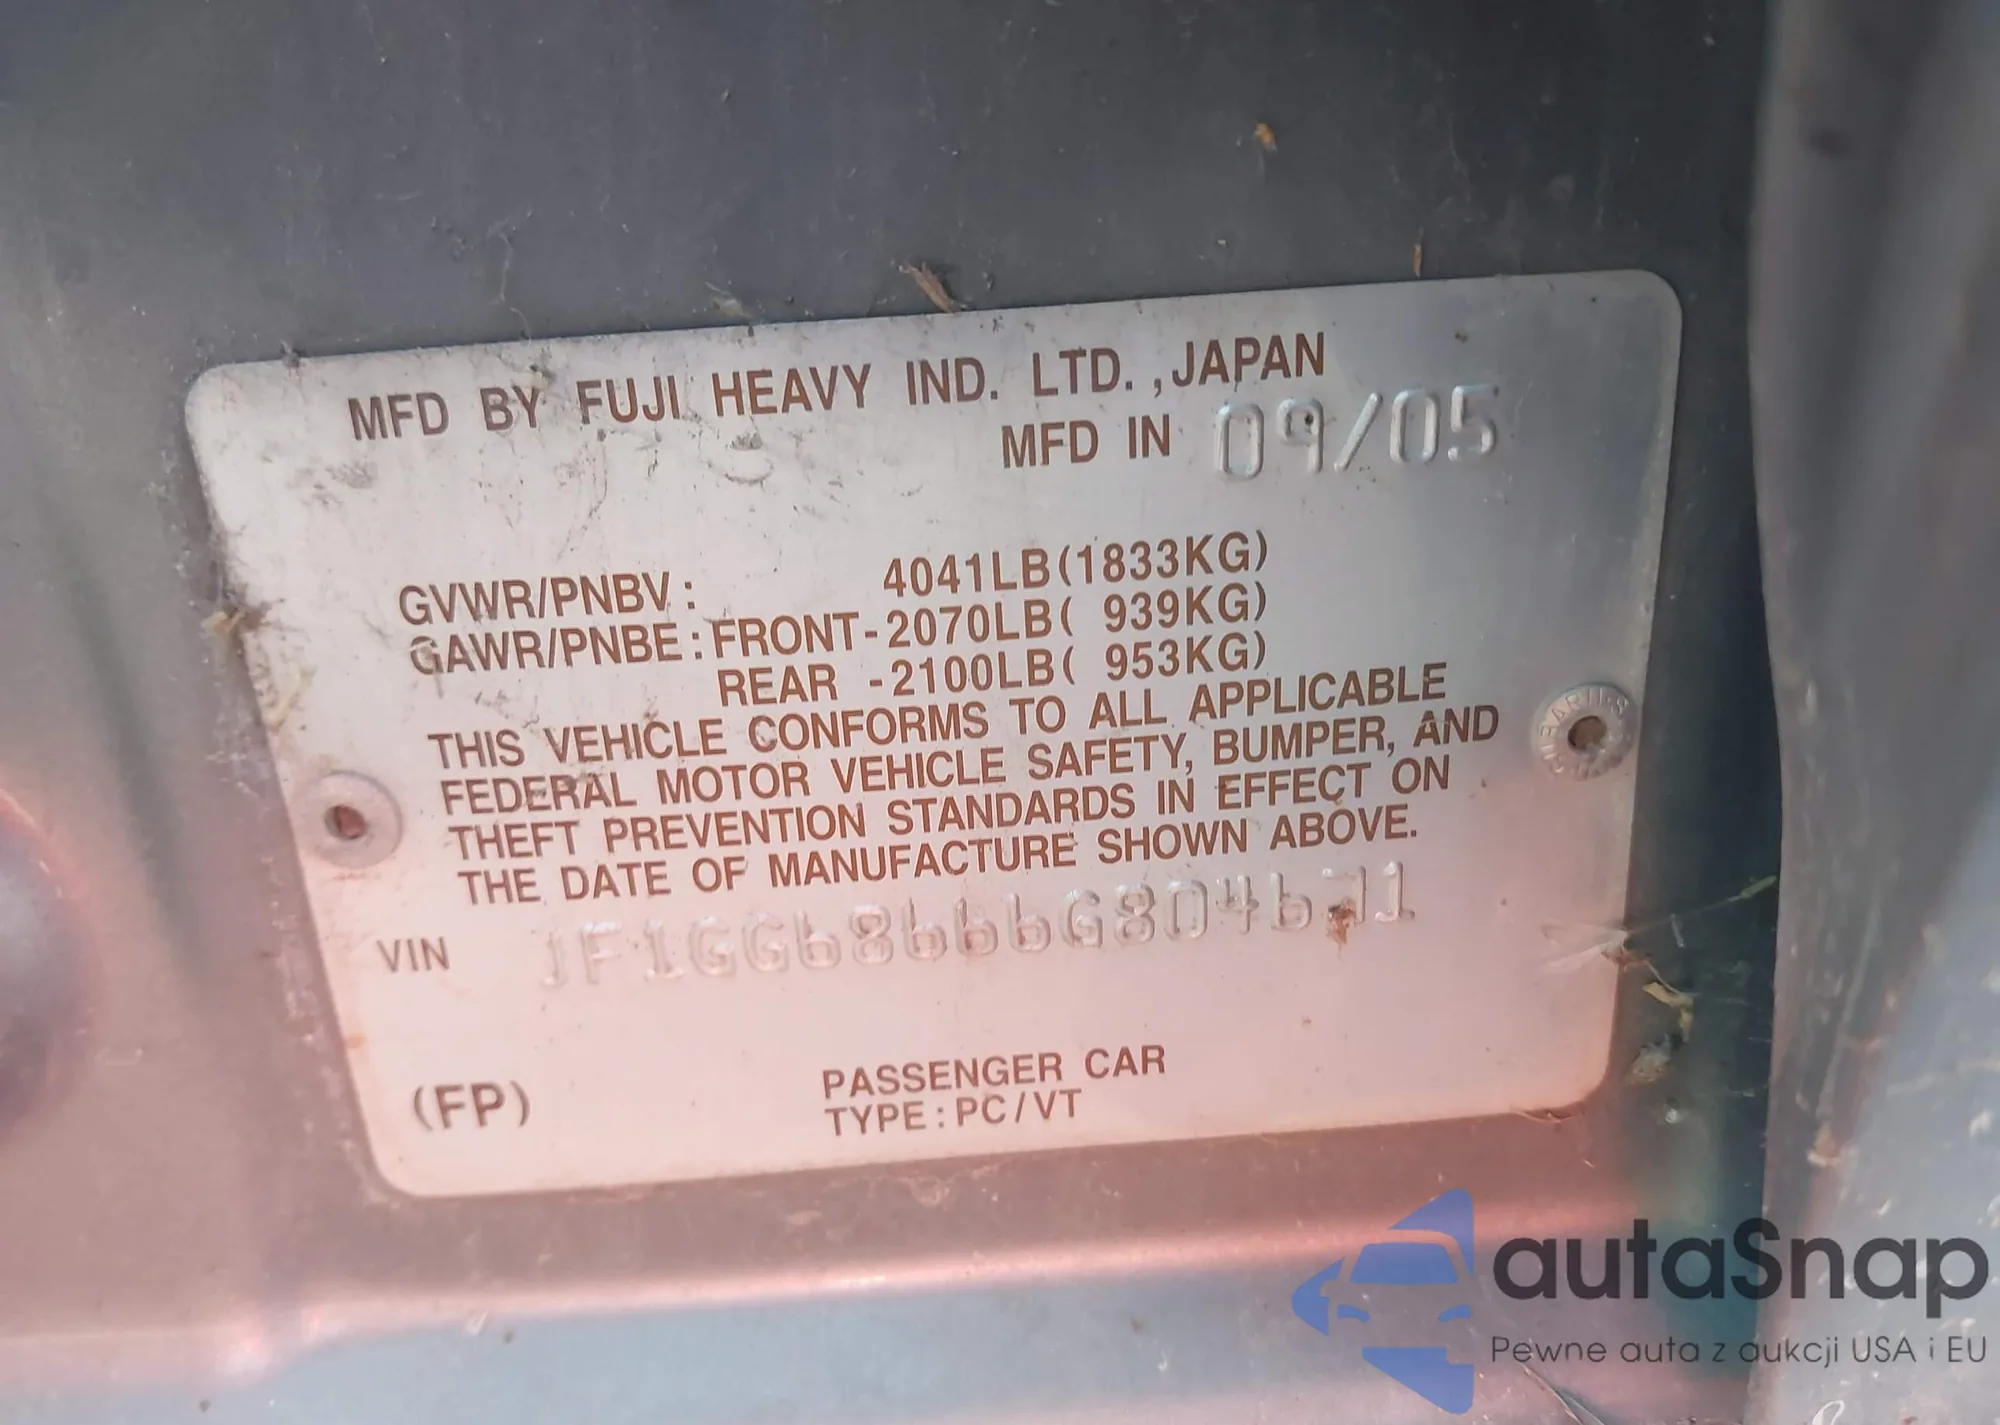 MFD BY FUJI HEAVY IND. LTD.,JAPAN
MFD IN 09/05
GVWR/PNBV: 4041LB(1833KG)
GAWR/PNBE:FRONT-2070LB( 939KG)
REAR -2100LB( 953KG)
THIS VEHICLE CONFORMS TO ALL APPLICABLE
FEDERAL MOTOR VEHICLE SAFETY, BUMPER, AND
THEFT PREVENTION STANDARDS IN EFFECT ON
THE DATE OF MANUFACTURE SHOWN ABOVE.
VIN JF1GG68666G804671
(FP)
PASSENGER CAR
TYPE:PC/VT
autaSnap
Pewne auta z aukcji USA i EU